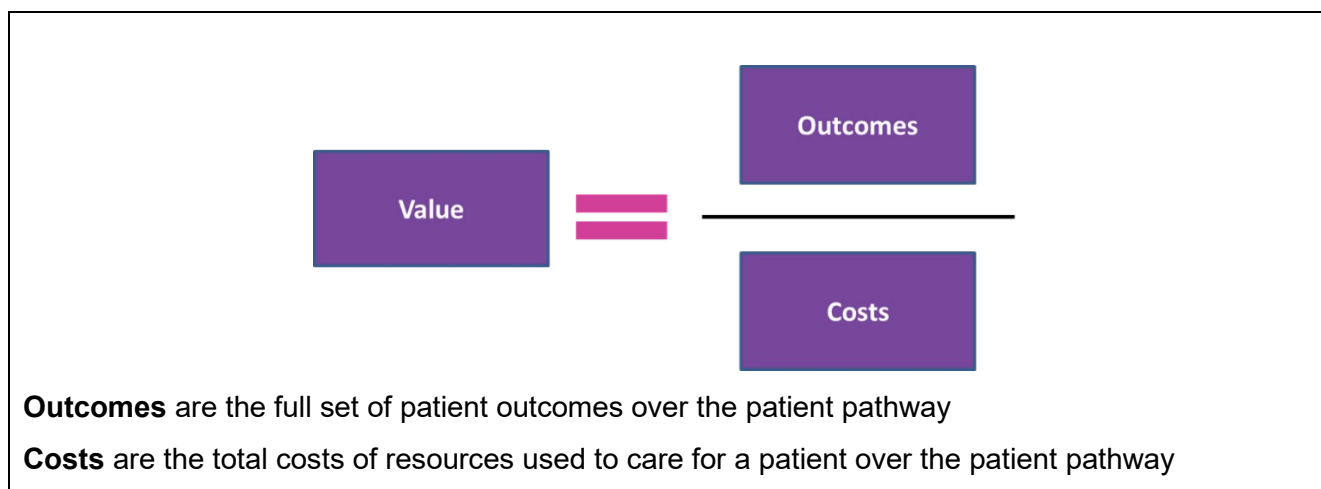 Outcomes
Value
Costs
Outcomes are the full set of patient outcomes over the patient pathway
Costs are the total costs of resources used to care for a patient over the patient pathway